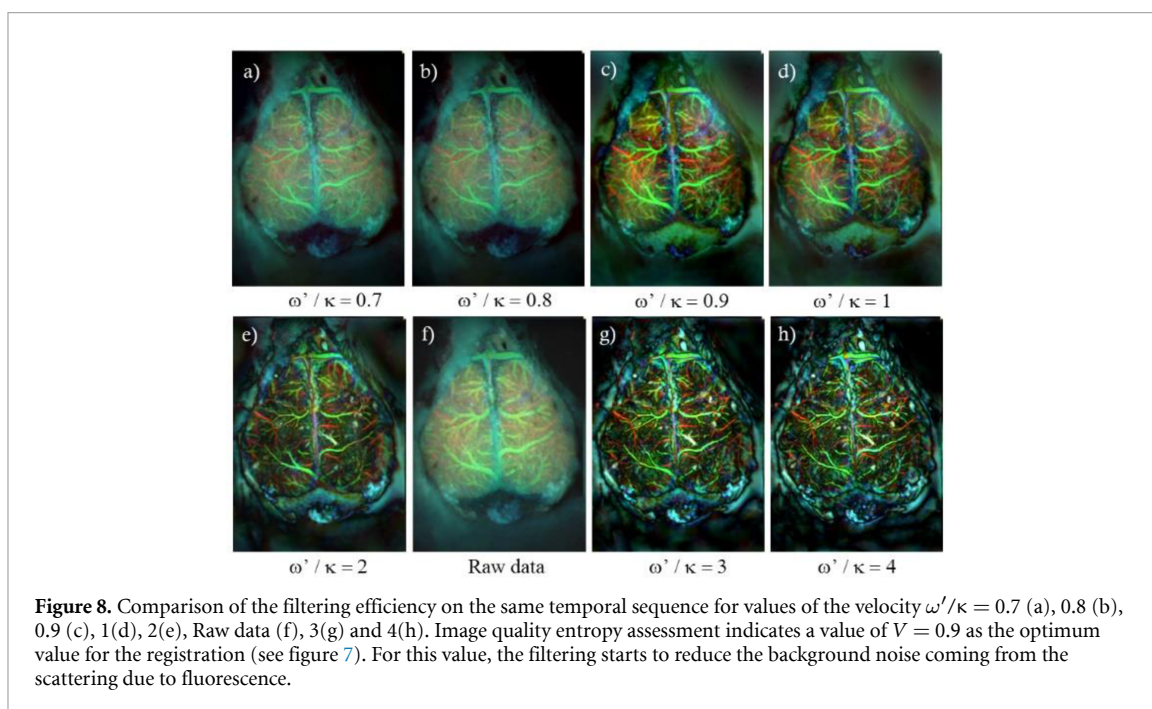 a)
b)
c)
d)
ω’ / κ = 0.7
ω’ / κ = 0.8
ω’ / κ = 0.9
ω’ / κ = 1
e)
f)
g)
h)
ω’ / κ = 2
Raw data
ω’ / κ = 3
ω’ / κ = 4
Figure 8. Comparison of the filtering efficiency on the same temporal sequence for values of the velocity ω′/κ = 0.7 (a), 0.8 (b),
0.9 (c), 1(d), 2(e), Raw data (f), 3(g) and 4(h). Image quality entropy assessment indicates a value of V = 0.9 as the optimum
value for the registration (see figure 7). For this value, the filtering starts to reduce the background noise coming from the
scattering due to fluorescence.